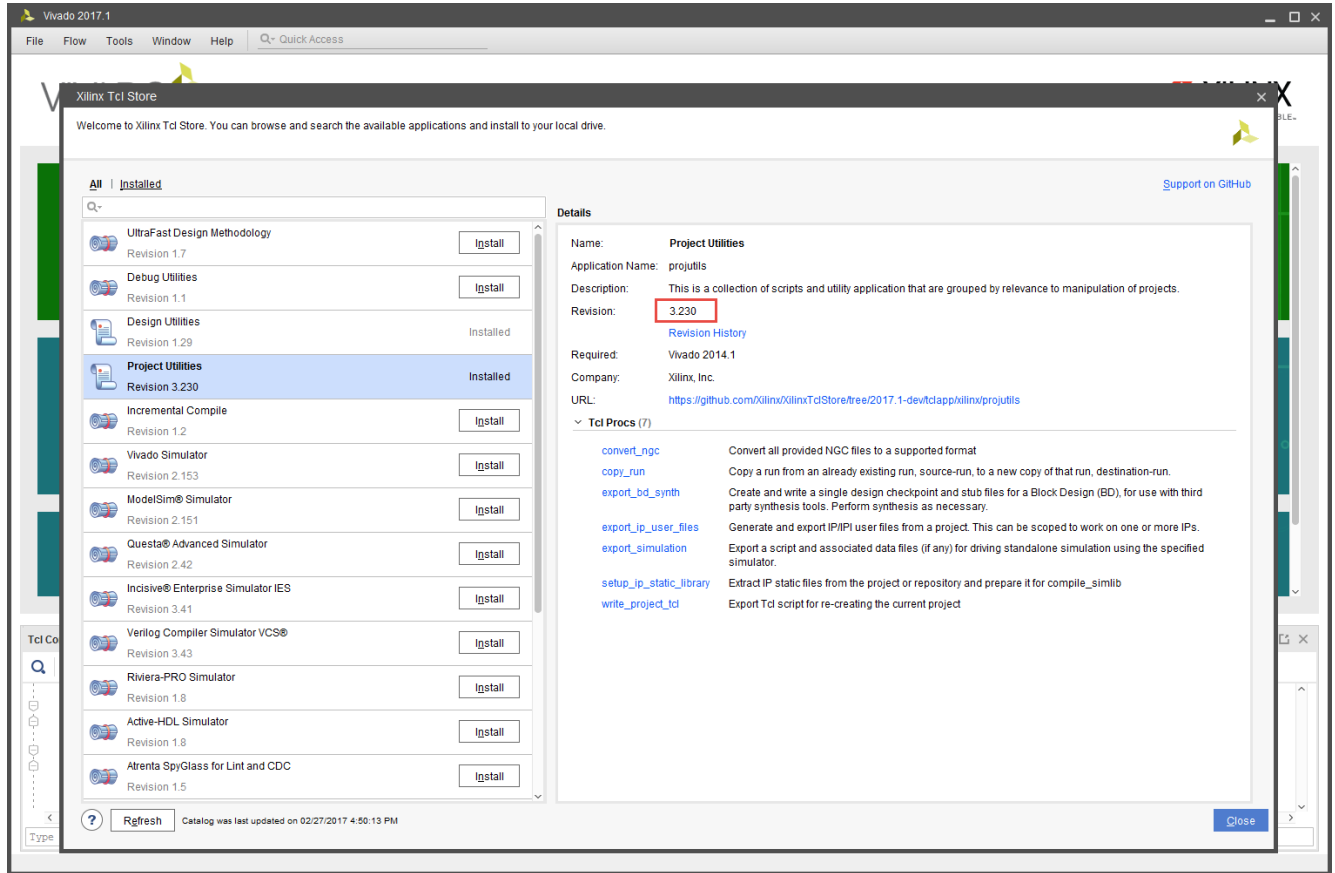 Vivado 2017.1
File Flow Tools Window Help Quick Access
Xilinx Tcl Store
Welcome to Xilinx Tcl Store. You can browse and search the available applications and install to your local drive.
All | Installed
Support on GitHub
UltraFast Design Methodology
Revision 1.7
Install
Debug Utilities
Revision 1.1
Install
Design Utilities
Revision 1.29
Installed
Project Utilities
Revision 3.230
Installed
Incremental Compile
Revision 1.2
Install
Vivado Simulator
Revision 2.153
Install
ModelSim® Simulator
Revision 2.151
Install
Questa® Advanced Simulator
Revision 2.42
Install
Incisive® Enterprise Simulator IES
Revision 3.41
Install
Verilog Compiler Simulator VCS®
Revision 3.43
Install
Riviera-PRO Simulator
Revision 1.8
Install
Active-HDL Simulator
Revision 1.8
Install
Atrenta SpyGlass for Lint and CDC
Revision 1.5
Install
Details
Name: Project Utilities
Application Name: projutils
Description: This is a collection of scripts and utility application that are grouped by relevance to manipulation of projects.
Revision: 3.230
Revision History
Required: Vivado 2014.1
Company: Xilinx, Inc.
URL: https://github.com/Xilinx/XilinxTclStore/tree/2017.1-dev/tclapp/xilinx/projutils
Tcl Procs (7)
convert_ngc Convert all provided NGC files to a supported format
copy_run Copy a run from an already existing run, source-run, to a new copy of that run, destination-run.
export_bd_synth Create and write a single design checkpoint and stub files for a Block Design (BD), for use with third
party synthesis tools. Perform synthesis as necessary.
export_ip_user_files Generate and export IP/IPI user files from a project. This can be scoped to work on one or more IPs.
export_simulation Export a script and associated data files (if any) for driving standalone simulation using the specified
simulator.
setup_ip_static_library Extract IP static files from the project or repository and prepare it for compile_simlib
write_project_tcl Export Tcl script for re-creating the current project
Tcl Co
Type
? Refresh Catalog was last updated on 02/27/2017 4:50:13 PM
Close